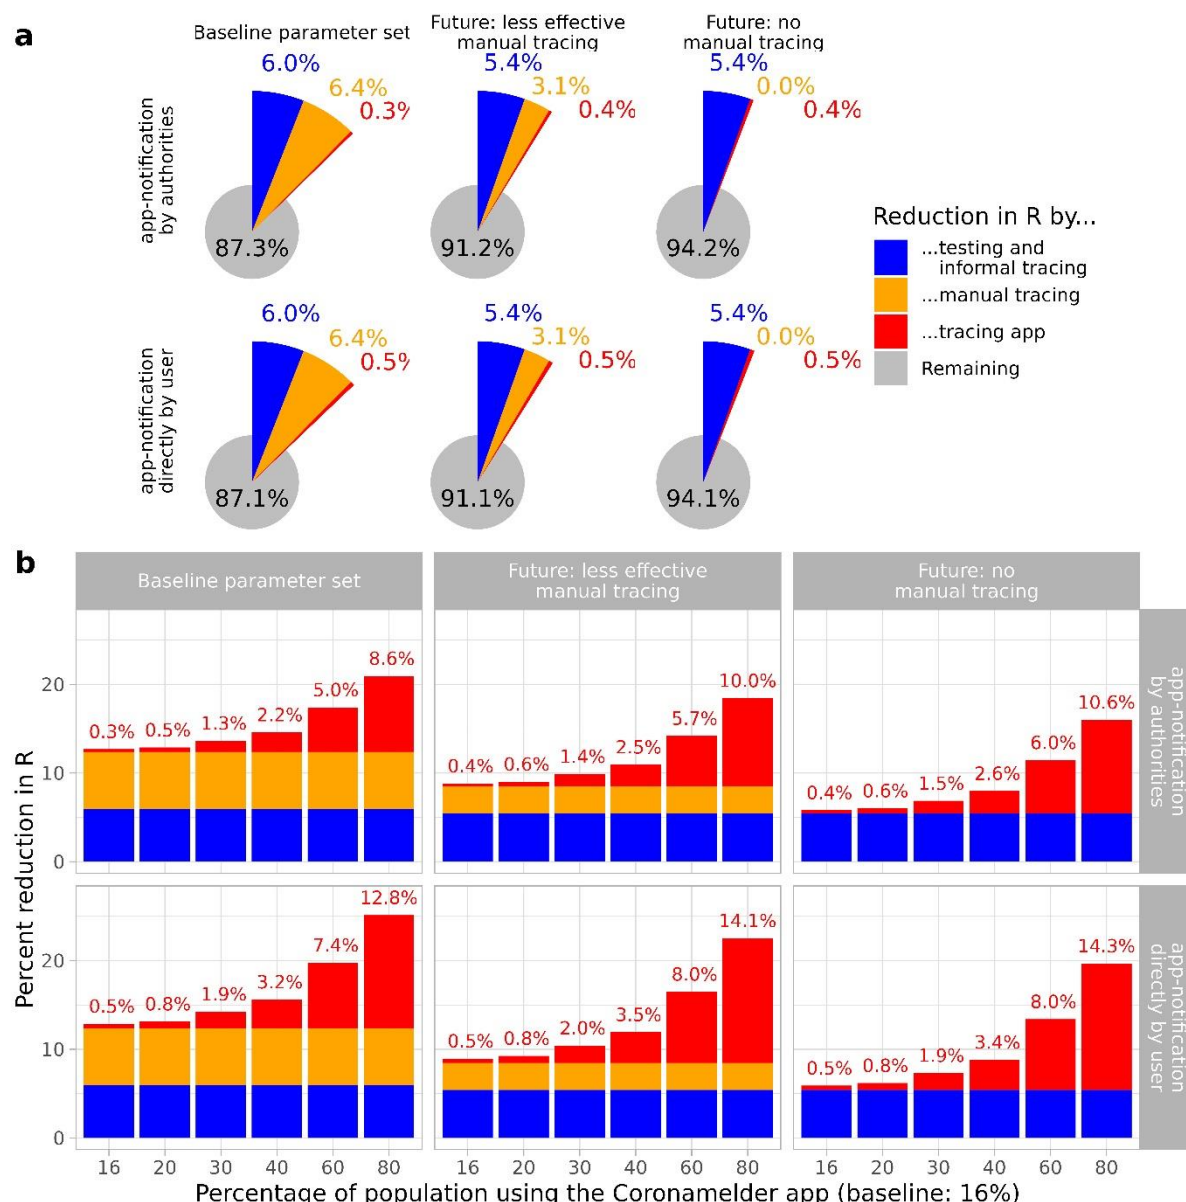 a
Baseline parameter set
Future: less effective
manual tracing
Future: no
manual tracing
app-notification
by authorities
6.0%
6.4%
0.3%
87.3%
5.4%
3.1%
0.4%
91.2%
5.4%
0.0%
0.4%
94.2%
app-notification
directly by user
6.0%
6.4%
0.5%
87.1%
5.4%
3.1%
0.5%
91.1%
5.4%
0.0%
0.5%
94.1%
Reduction in R by...
...testing and
informal tracing
...manual tracing
...tracing app
Remaining
b
Baseline parameter set
Future: less effective
manual tracing
Future: no
manual tracing
Percent reduction in R
20
10
0
0.3% 0.5% 1.3% 2.2% 5.0% 8.6%
0.4% 0.6% 1.4% 2.5% 5.7% 10.0%
0.4% 0.6% 1.5% 2.6% 6.0% 10.6%
app-notification
by authorities
20
10
0
0.5% 0.8% 1.9% 3.2% 7.4% 12.8%
0.5% 0.8% 2.0% 3.5% 8.0% 14.1%
0.5% 0.8% 1.9% 3.4% 8.0% 14.3%
app-notification
directly by user
16 20 30 40 60 80
16 20 30 40 60 80
16 20 30 40 60 80
Percentage of population using the Coronamelder app (baseline: 16%)